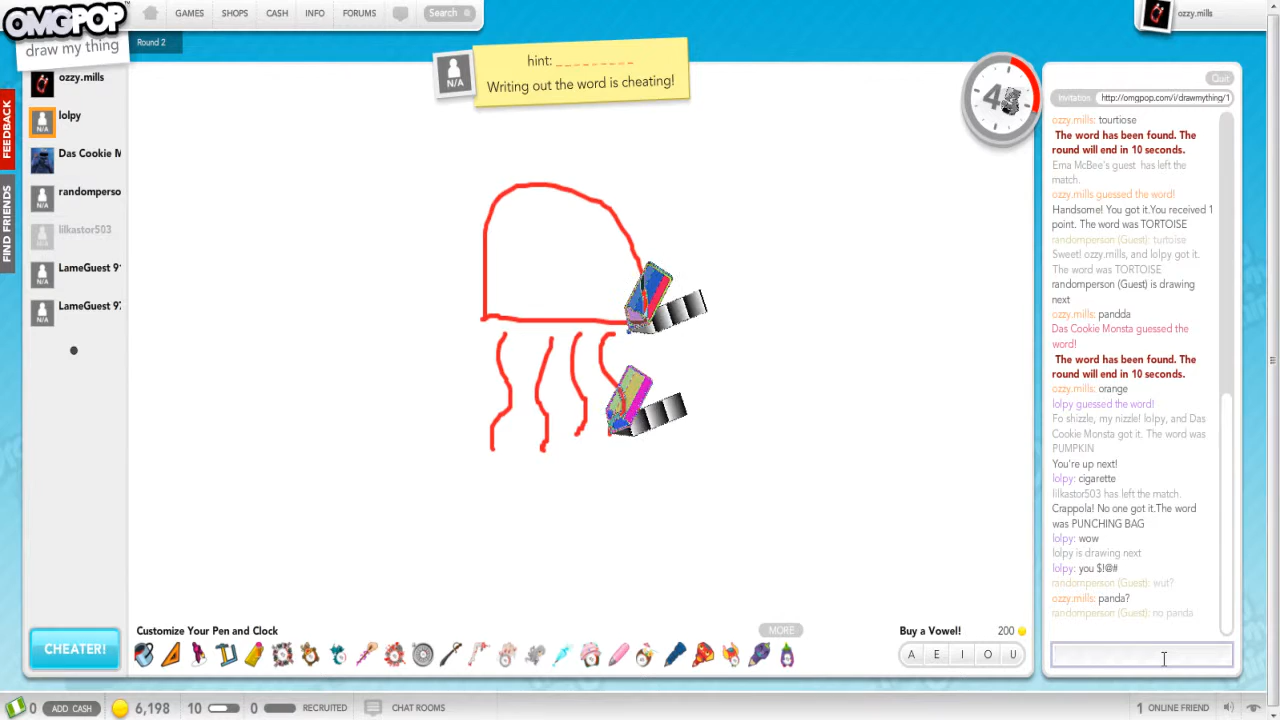 OMGPOP
GAMES SHOPS CASH INFO FORUMS Search
ozzy.mills
draw my thing
Round 2
hint: _ _ _ _ _ _ _ _ _
Writing out the word is cheating!
N/A
FEEDBACK
FIND FRIENDS
ozzy.mills
N/A lolpy
Das Cookie M
N/A randomperso
N/A lilkastor503
N/A LameGuest 9
N/A LameGuest 97
CHEATER!
4
Quit
Invitation http://omgpop.com/i/drawmything/1
ozzy.mills: tourtiose
The word has been found. The
round will end in 10 seconds.
Ema McBee's guest has left the
match.
ozzy.mills guessed the word!
Handsome! You got it.You received 1
point. The word was TORTOISE
randomperson (Guest): turtoise
Sweet! ozzy.mills, and lolpy got it.
The word was TORTOISE
randomperson (Guest) is drawing
next
ozzy.mills: pandda
Das Cookie Monsta guessed the
word!
The word has been found. The
round will end in 10 seconds.
ozzy.mills: orange
lolpy guessed the word!
Fo shizzle, my nizzle! lolpy, and Das
Cookie Monsta got it. The word was
PUMPKIN
You're up next!
lolpy: cigarette
lilkastor503 has left the match.
Crappola! No one got it.The word
was PUNCHING BAG
lolpy: wow
lolpy is drawing next
lolpy: you $!@#
randomperson (Guest): wut?
ozzy.mills: panda?
randomperson (Guest): no panda
Customize Your Pen and Clock
MORE
Buy a Vowel! 200
A E I O U
0 ADD CASH 6,198 10 0 RECRUITED CHAT ROOMS
1 ONLINE FRIEND